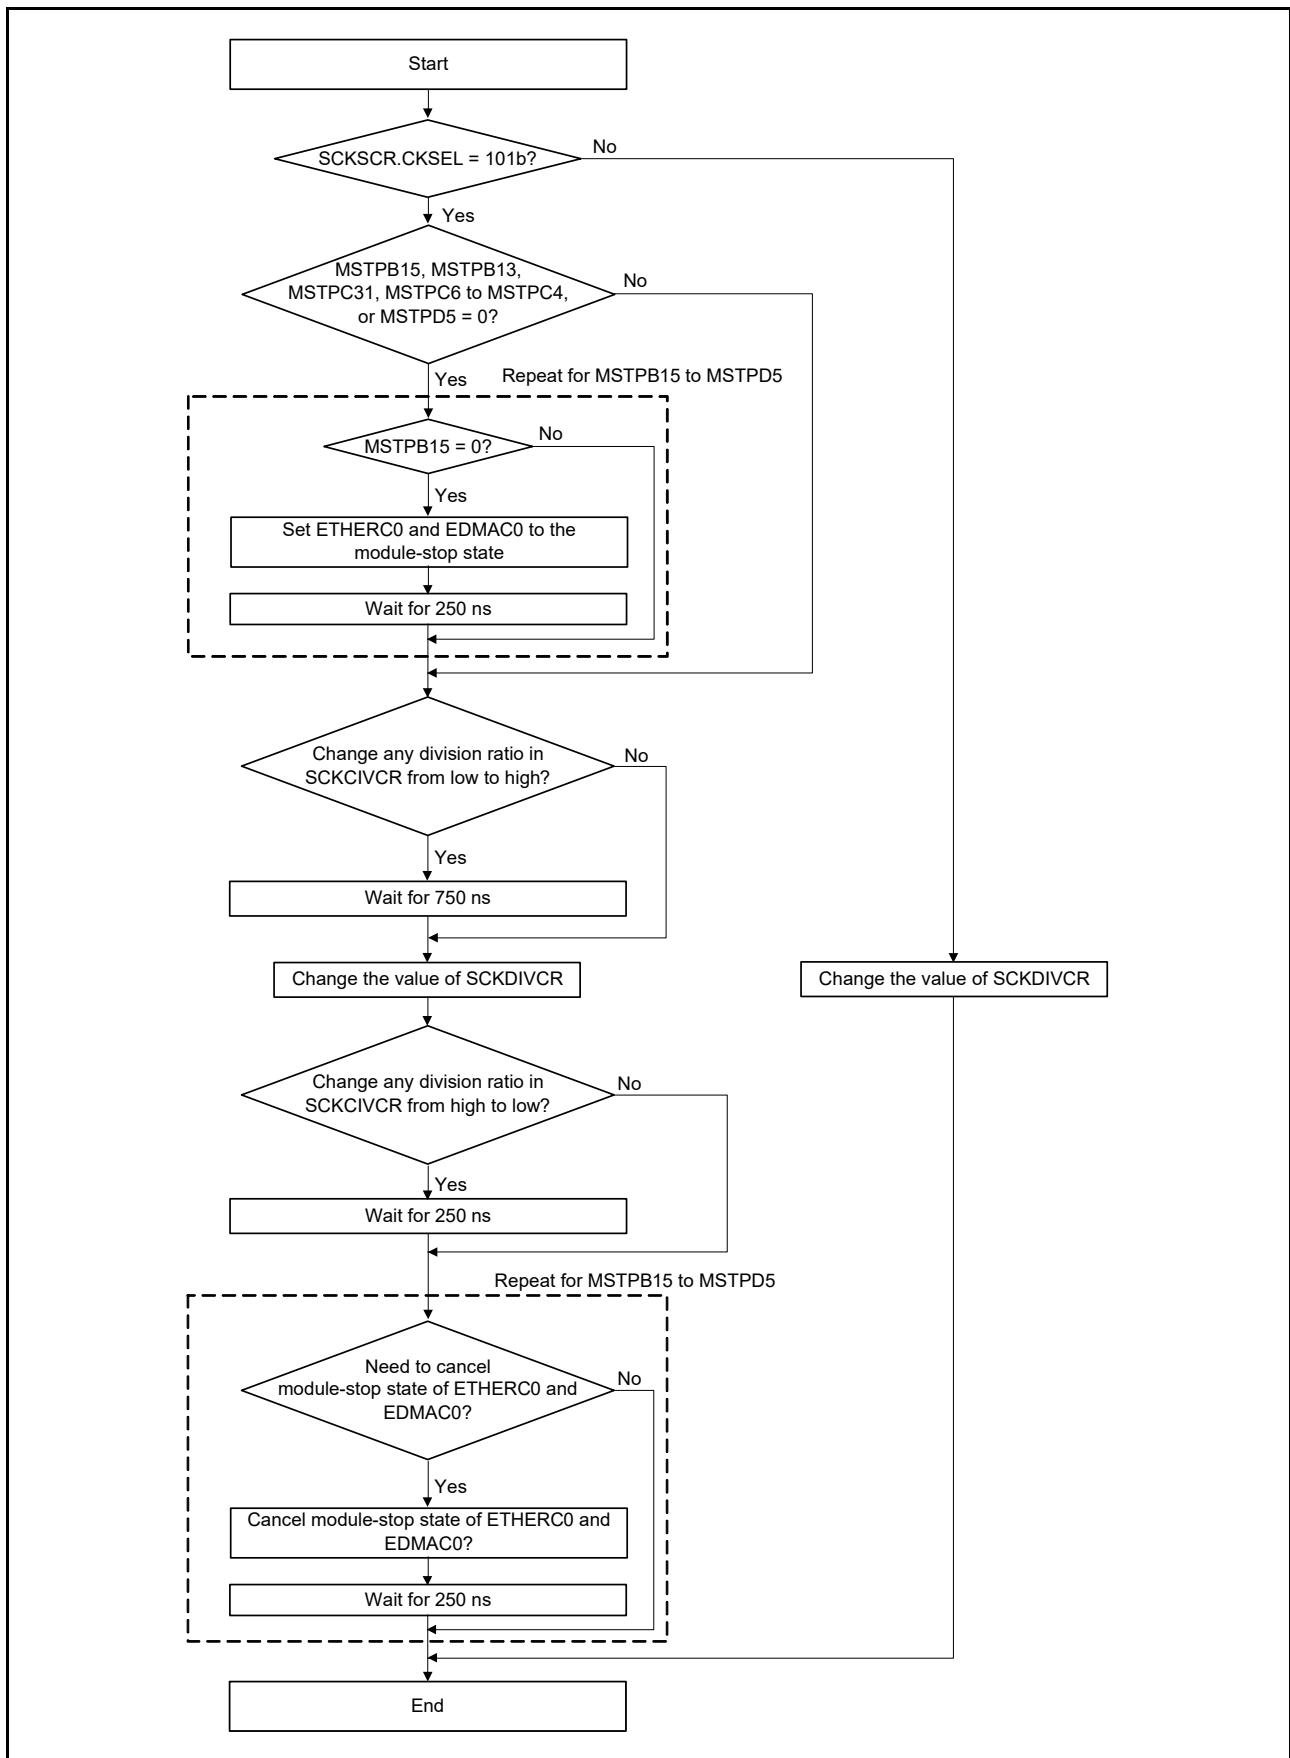 Start
SCKSCR.CKSEL = 101b?
No
Yes
MSTPB15, MSTPB13,
MSTPC31, MSTPC6 to MSTPC4,
or MSTPD5 = 0?
No
Yes
Repeat for MSTPB15 to MSTPD5
MSTPB15 = 0?
No
Yes
Set ETHERC0 and EDMAC0 to the
module-stop state
Wait for 250 ns
Change any division ratio in
SCKCIVCR from low to high?
No
Yes
Wait for 750 ns
Change the value of SCKDIVCR
Change the value of SCKDIVCR
Change any division ratio in
SCKCIVCR from high to low?
No
Yes
Wait for 250 ns
Repeat for MSTPB15 to MSTPD5
Need to cancel
module-stop state of ETHERC0 and
EDMAC0?
No
Yes
Cancel module-stop state of ETHERC0 and
EDMAC0?
Wait for 250 ns
End